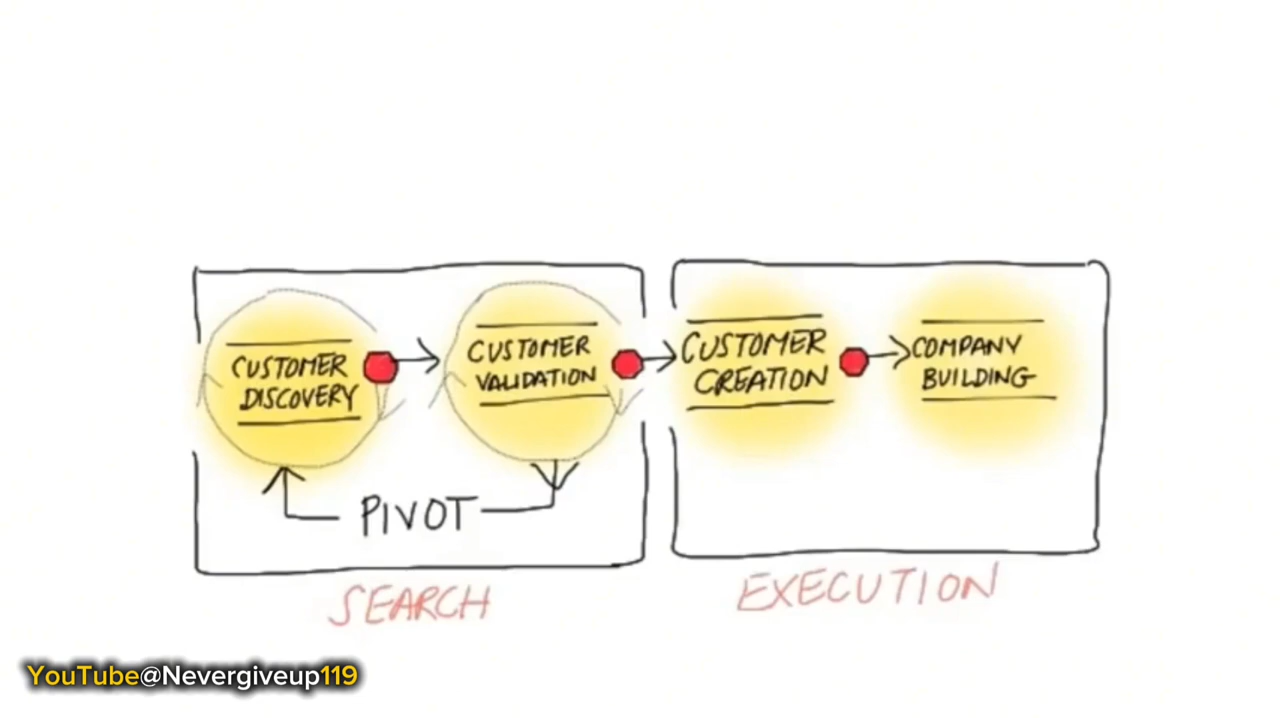 CUSTOMER
DISCOVERY
CUSTOMER
VALIDATION
CUSTOMER
CREATION
COMPANY
BUILDING
PIVOT
SEARCH
EXECUTION
YouTube@Nevergiveup119